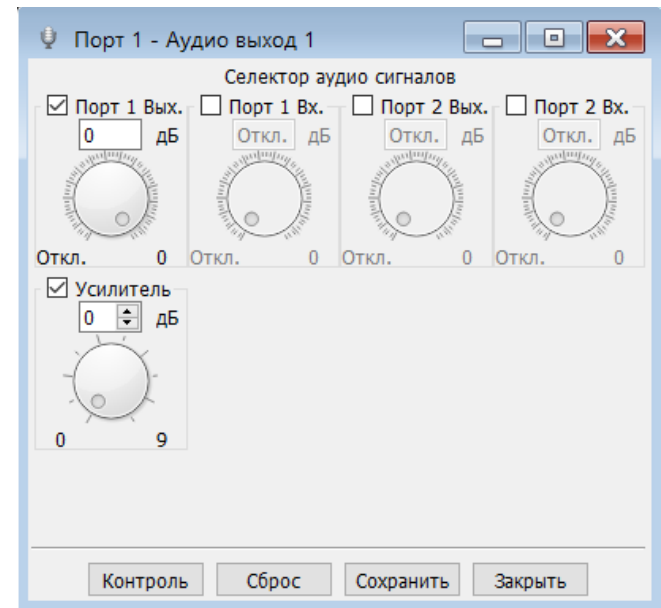 Порт 1 - Аудио выход 1
Селектор аудио сигналов
Порт 1 Вых. Порт 1 Вх. Порт 2 Вых. Порт 2 Вх.
0 дБ Откл. дБ Откл. дБ Откл. дБ
Откл. 0 Откл. 0 Откл. 0 Откл. 0
Усилитель
0 дБ
0 9
Контроль Сброс Сохранить Закрыть